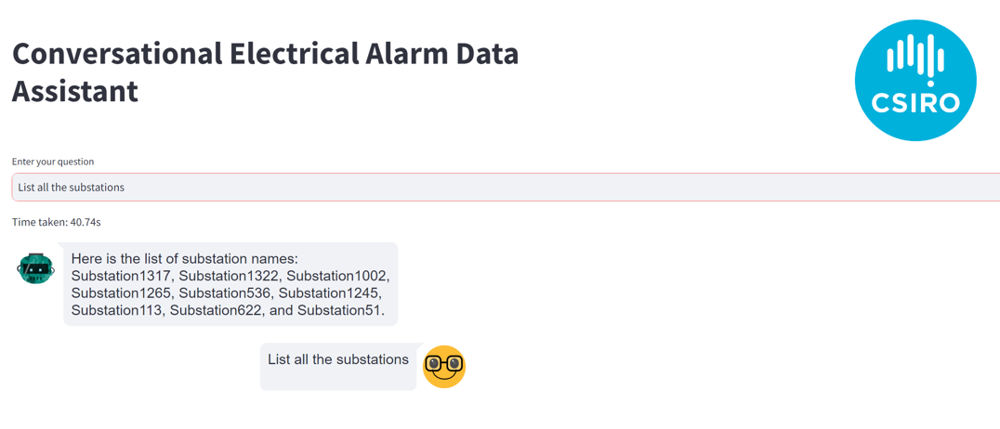 Conversational Electrical Alarm Data
Assistant
CSIRO
Enter your question
List all the substations
Time taken: 40.74s
Here is the list of substation names:
Substation1317, Substation1322, Substation1002,
Substation1265, Substation536, Substation1245,
Substation113, Substation622, and Substation51.
List all the substations